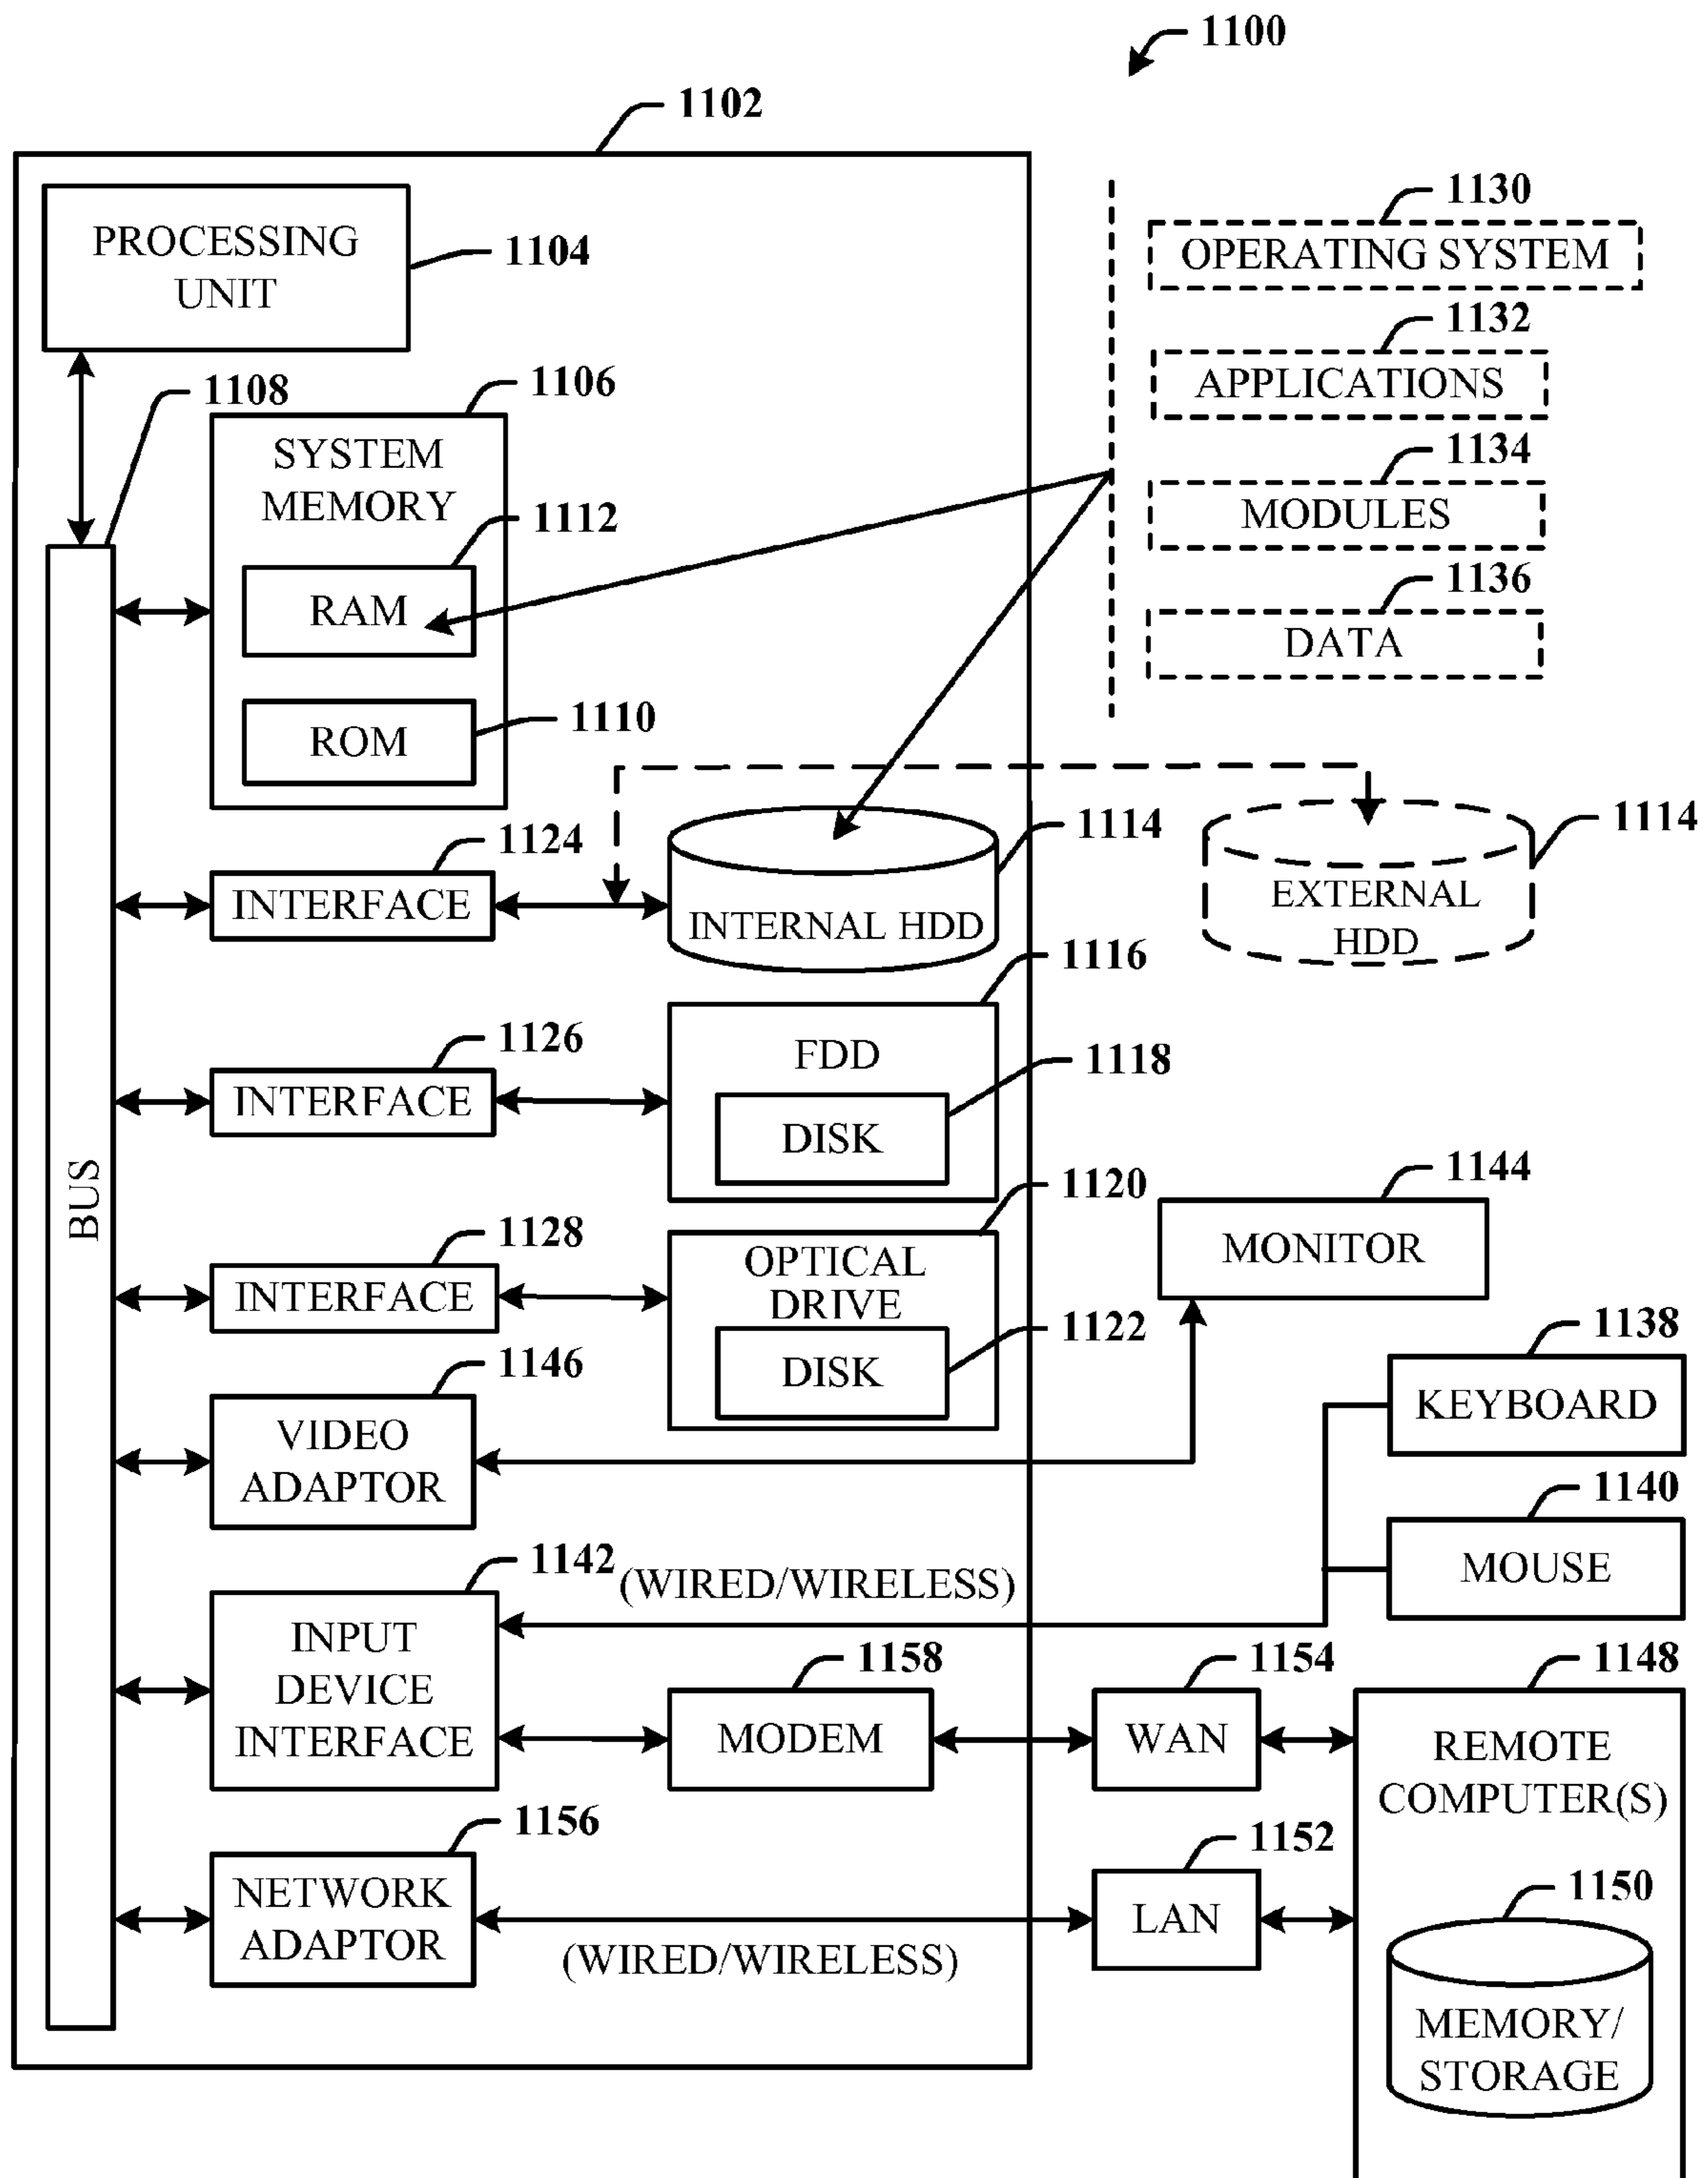 1100
1102
PROCESSING
UNIT
1104
1130
OPERATING SYSTEM
1132
APPLICATIONS
1134
MODULES
1136
DATA
1108
1106
SYSTEM
MEMORY
1112
RAM
1110
ROM
1124
INTERFACE
1114
INTERNAL HDD
1114
EXTERNAL
HDD
1116
FDD
1118
DISK
1126
INTERFACE
BUS
1120
OPTICAL
DRIVE
1122
DISK
1128
INTERFACE
1144
MONITOR
1146
VIDEO
ADAPTOR
1138
KEYBOARD
1140
MOUSE
1142
(WIRED/WIRELESS)
INPUT
DEVICE
INTERFACE
1158
MODEM
1154
WAN
1148
REMOTE
COMPUTER(S)
1156
NETWORK
ADAPTOR
(WIRED/WIRELESS)
1152
LAN
1150
MEMORY/
STORAGE